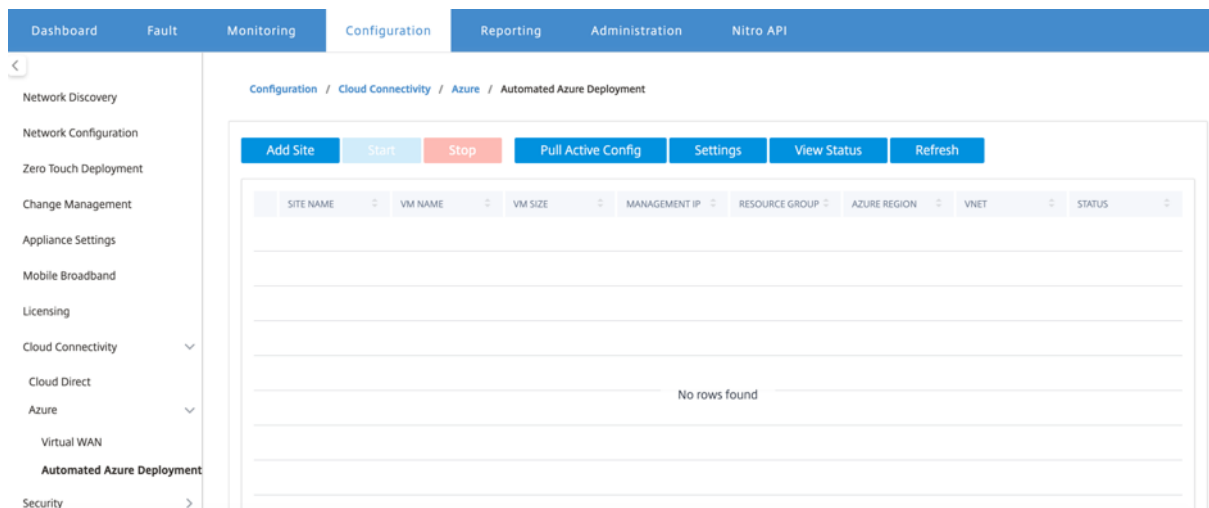 Dashboard Fault Monitoring Configuration Reporting Administration Nitro API
Network Discovery
Network Configuration
Zero Touch Deployment
Change Management
Appliance Settings
Mobile Broadband
Licensing
Cloud Connectivity
Cloud Direct
Azure
Virtual WAN
Automated Azure Deployment
Security
Configuration / Cloud Connectivity / Azure / Automated Azure Deployment
Add Site Start Stop Pull Active Config Settings View Status Refresh
SITE NAME VM NAME VM SIZE MANAGEMENT IP RESOURCE GROUP AZURE REGION VNET STATUS
No rows found